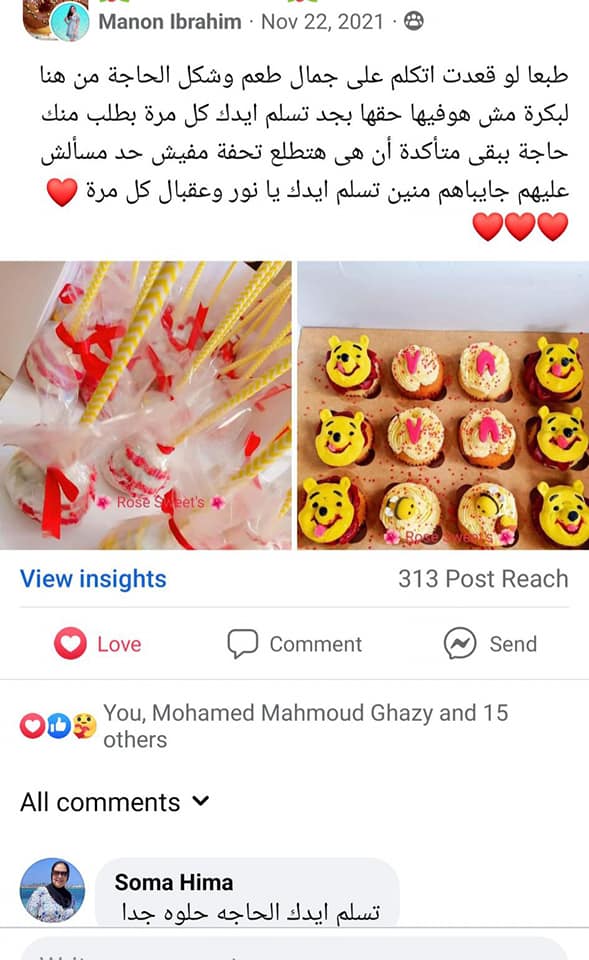 Manon Ibrahim · Nov 22, 2021 ·
طبعا لو قعدت اتكلم على جمال طعم وشكل الحاجة من هنا
لبكرة مش هوفيها حقها بجد تسلم ايدك كل مرة بطلب منك
حاجة ببقى متأكدة أن هى هتطلع تحفة مفيش حد مسألش
عليهم جايباهم منين تسلم ايدك يا نور وعقبال كل مرة ❤️
❤️❤️❤️
Rose Sweet's
V A
V A
Rose Sweet's
View insights
313 Post Reach
Love
Comment
Send
You, Mohamed Mahmoud Ghazy and 15
others
All comments
Soma Hima
تسلم ايدك الحاجه حلوه جدا